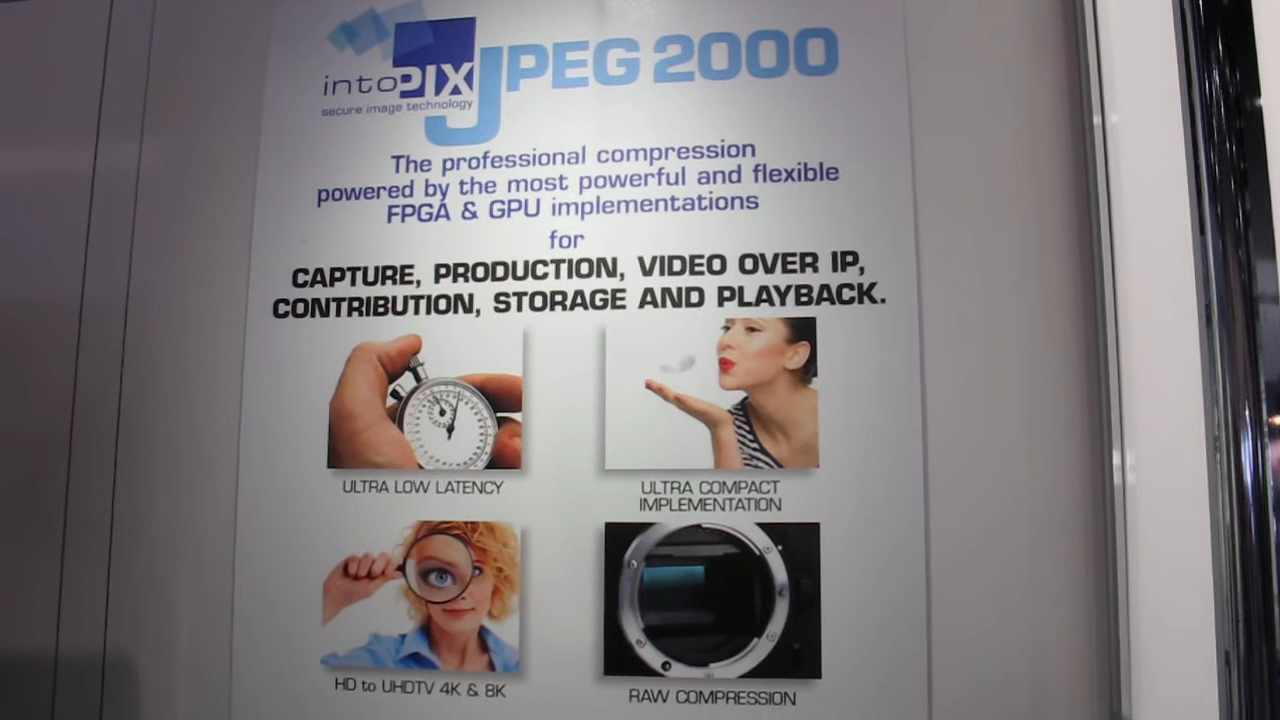 intoPIX
secure image technology
JPEG 2000
The professional compression
powered by the most powerful and flexible
FPGA & GPU implementations
for
CAPTURE, PRODUCTION, VIDEO OVER IP,
CONTRIBUTION, STORAGE AND PLAYBACK.
ULTRA LOW LATENCY
ULTRA COMPACT
IMPLEMENTATION
HD to UHDTV 4K & 8K
RAW COMPRESSION